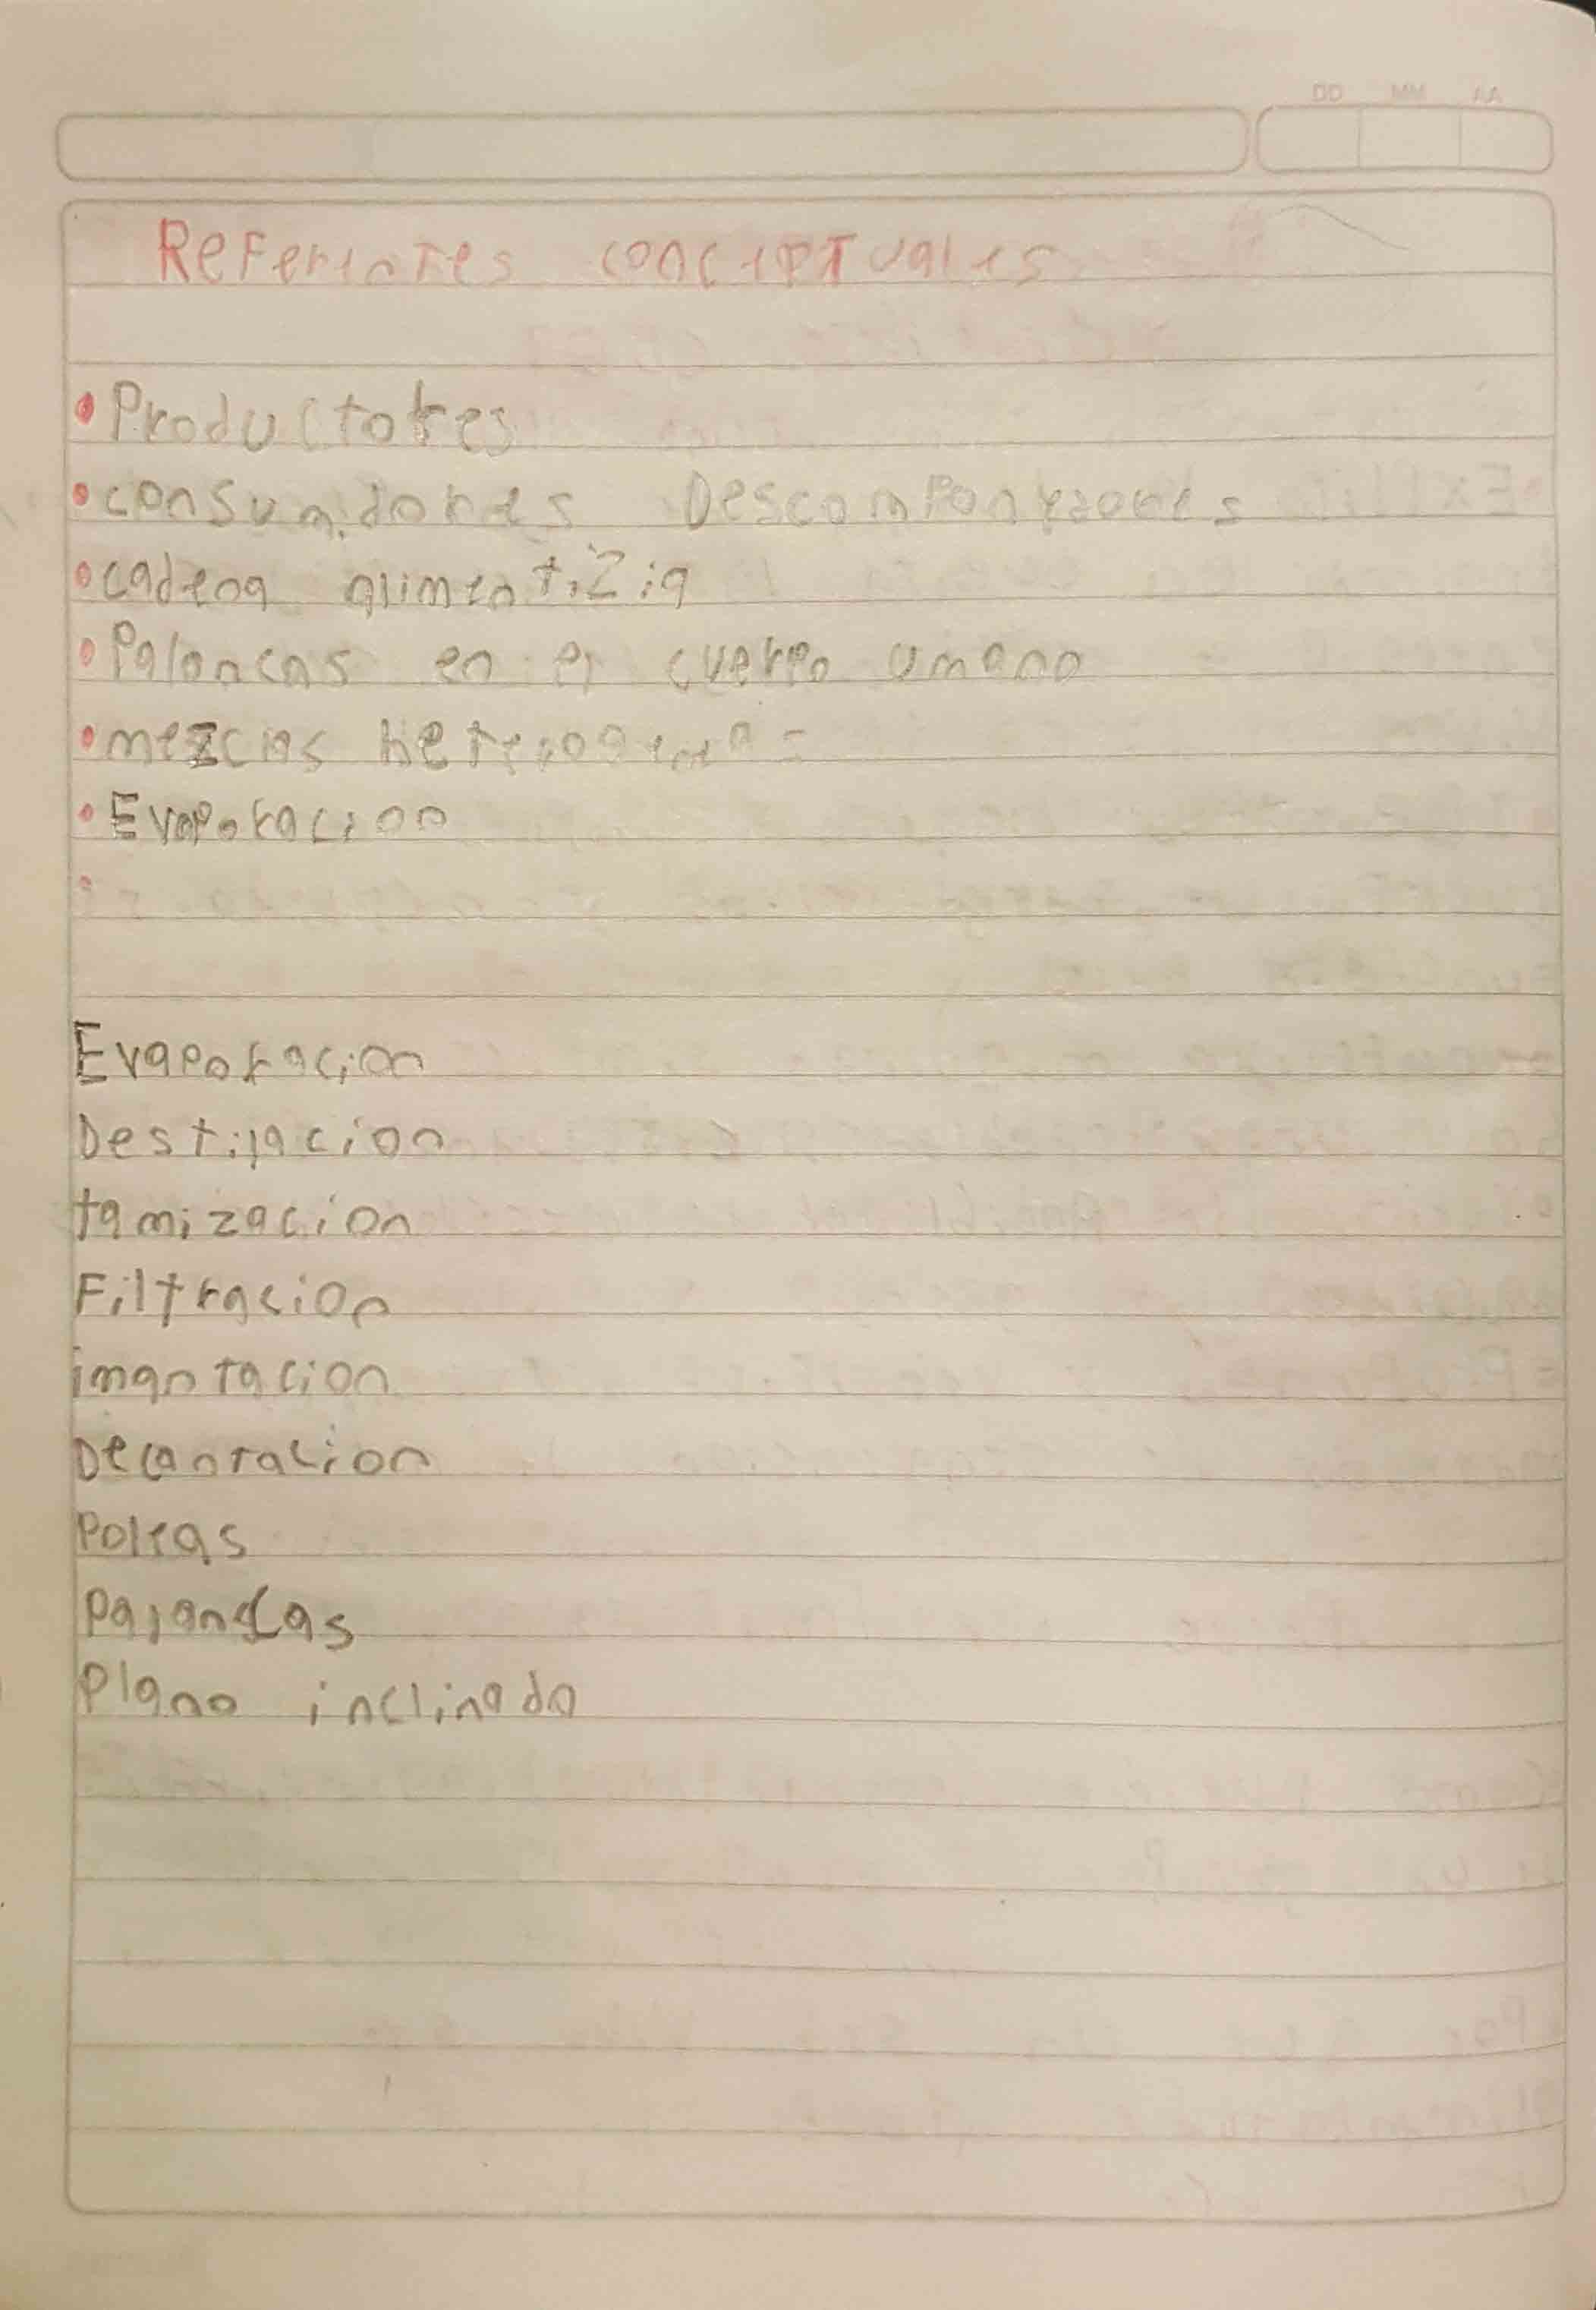 DD MM AA
Referentes conceptuales
• Productores
• consumidores Descomponedores
• cadena alimentizia
• Palancas en el cuerpo umano
• mezclas heterogenea
• Evaporacion
•
Evaporacion
Destilacion
tamizacion
Filtracion
imantacion
Decantacion
Poleas
Palancas
Plano inclinado